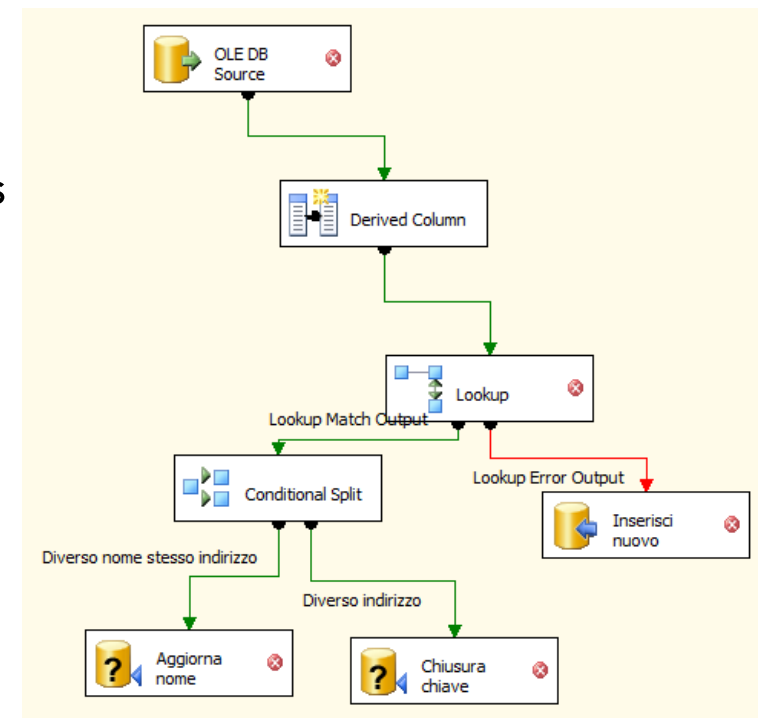 OLE DB
Source
s
Derived Column
Lookup
Lookup Match Output
Lookup Error Output
Conditional Split
Inserisci
nuovo
Diverso nome stesso indirizzo
Diverso indirizzo
Aggiorna
nome
Chiusura
chiave
?
?